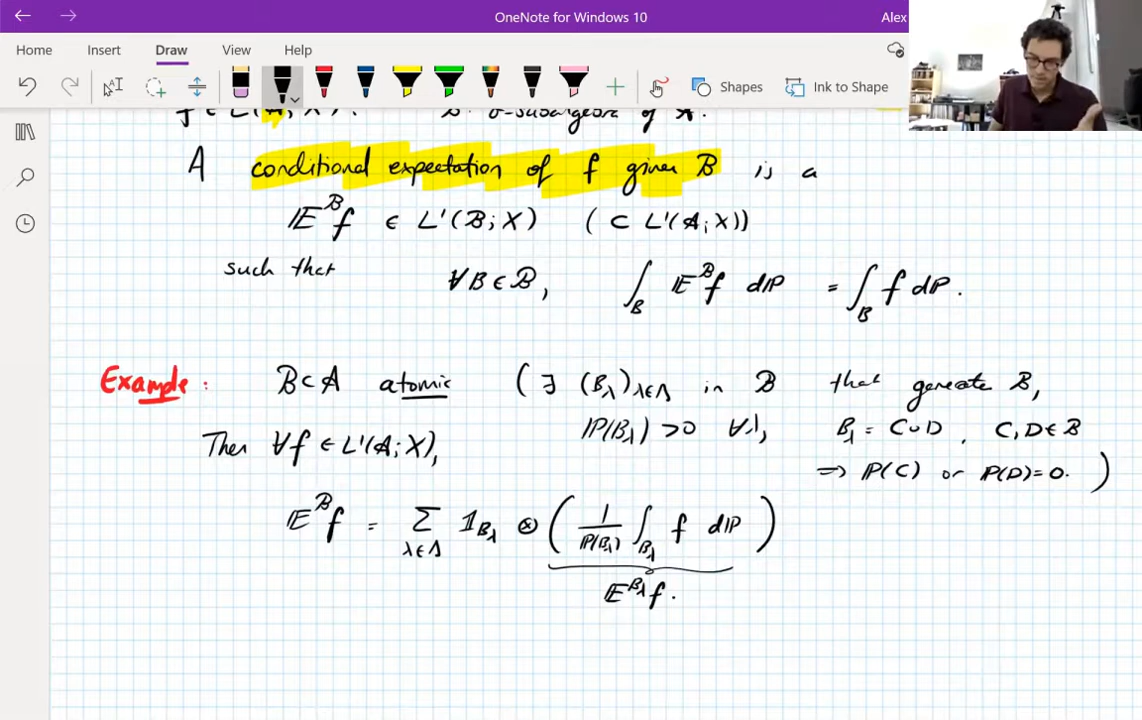 OneNote for Windows 10
Alex
Home Insert Draw View Help
Shapes Ink to Shape
σ-subalgebra of A.
A conditional expectation of f given B is a
𝔼^ℬ f ∈ L¹(ℬ; X) ( ⊂ L¹(A; X))
such that ∀B ∈ ℬ, ∫_B 𝔼^ℬ f dℙ = ∫_B f dℙ.
Example: ℬ ⊂ A atomic ( ∃ (B_λ)_{λ∈Λ} in ℬ that generate ℬ,
ℙ(B_λ) > 0 ∀λ, B_λ = C ∪ D, C, D ∈ ℬ
Then ∀f ∈ L¹(A; X),
⇒ ℙ(C) or ℙ(D) = 0. )
𝔼^ℬ f = Σ_{λ∈Λ} 𝟙_{B_λ} ⊗ ( 1/ℙ(B_λ) ∫_{B_λ} f dℙ )
𝔼^{B_λ} f.